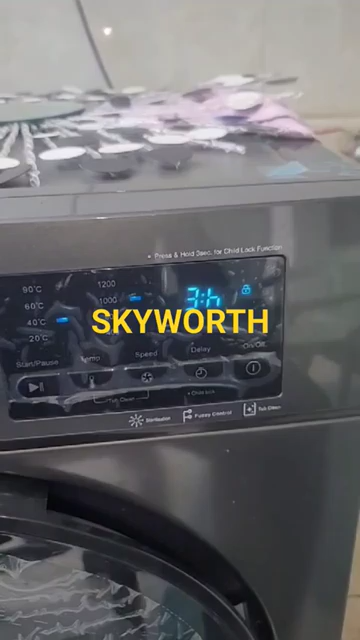 • Press & Hold 3sec. for Child Lock Function
90°C 1200
60°C 1000
3:h
40°C
20°C
SKYWORTH
Start/Pause Temp Speed Delay On/Off
Tub Clean • Child Lock
Sterilization Fuzzy Control Tub Clean